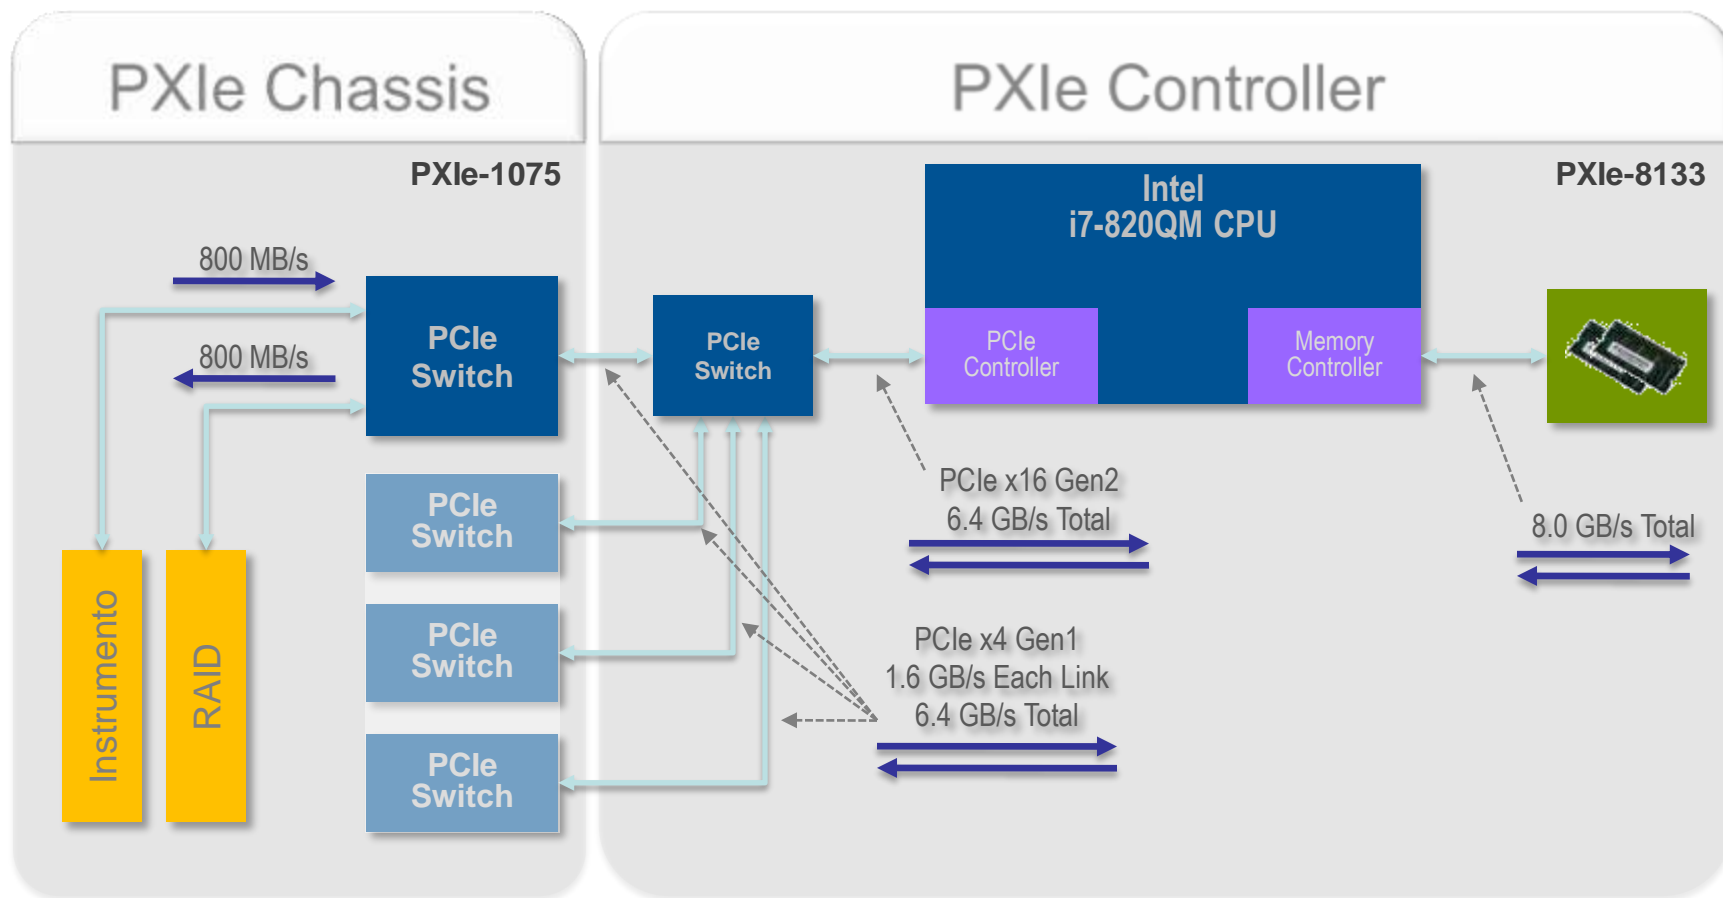 PXIe Chassis
PXIe Controller
PXIe-1075
PXIe-8133
Intel
i7-820QM CPU
800 MB/s
800 MB/s
PCIe
Switch
PCIe
Switch
PCIe
Controller
Memory
Controller
PCIe
Switch
PCIe
Switch
PCIe
Switch
Instrumento
RAID
PCIe x16 Gen2
6.4 GB/s Total
8.0 GB/s Total
PCIe x4 Gen1
1.6 GB/s Each Link
6.4 GB/s Total